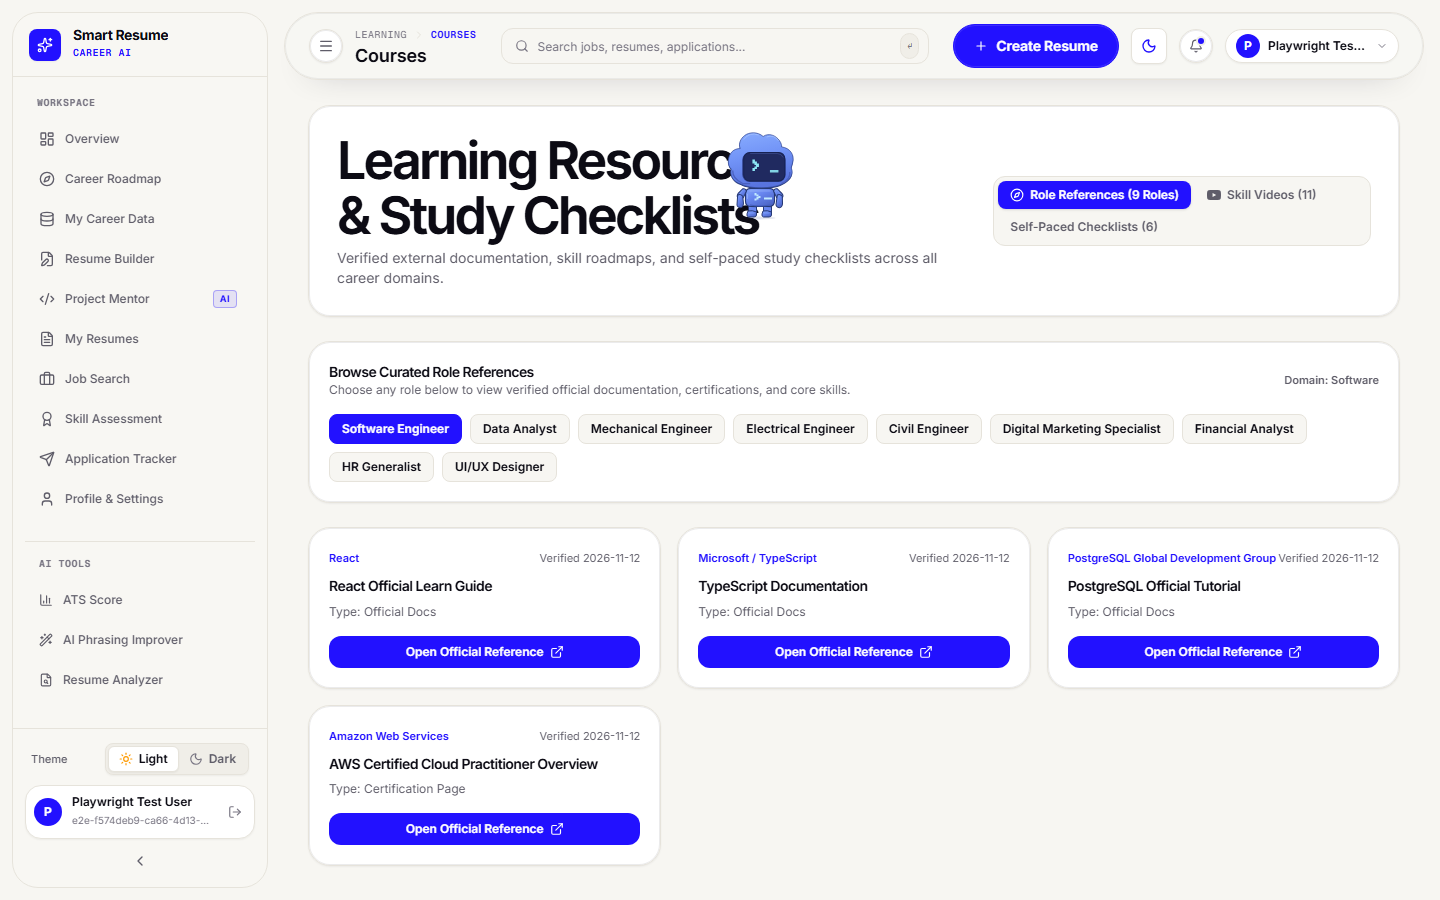 Smart Resume
CAREER AI
WORKSPACE
Overview
Career Roadmap
My Career Data
Resume Builder
Project Mentor AI
My Resumes
Job Search
Skill Assessment
Application Tracker
Profile & Settings
AI TOOLS
ATS Score
AI Phrasing Improver
Resume Analyzer
Theme Light Dark
P Playwright Test User
e2e-f574deb9-ca66-4d13-...
LEARNING COURSES
Courses
Search jobs, resumes, applications...
Create Resume
P Playwright Tes...
Learning Resourc
& Study Checklists
Verified external documentation, skill roadmaps, and self-paced study checklists across all
career domains.
Role References (9 Roles) Skill Videos (11)
Self-Paced Checklists (6)
Browse Curated Role References
Choose any role below to view verified official documentation, certifications, and core skills.
Domain: Software
Software Engineer Data Analyst Mechanical Engineer Electrical Engineer Civil Engineer Digital Marketing Specialist Financial Analyst
HR Generalist UI/UX Designer
React Verified 2026-11-12
React Official Learn Guide
Type: Official Docs
Open Official Reference
Microsoft / TypeScript Verified 2026-11-12
TypeScript Documentation
Type: Official Docs
Open Official Reference
PostgreSQL Global Development Group Verified 2026-11-12
PostgreSQL Official Tutorial
Type: Official Docs
Open Official Reference
Amazon Web Services Verified 2026-11-12
AWS Certified Cloud Practitioner Overview
Type: Certification Page
Open Official Reference